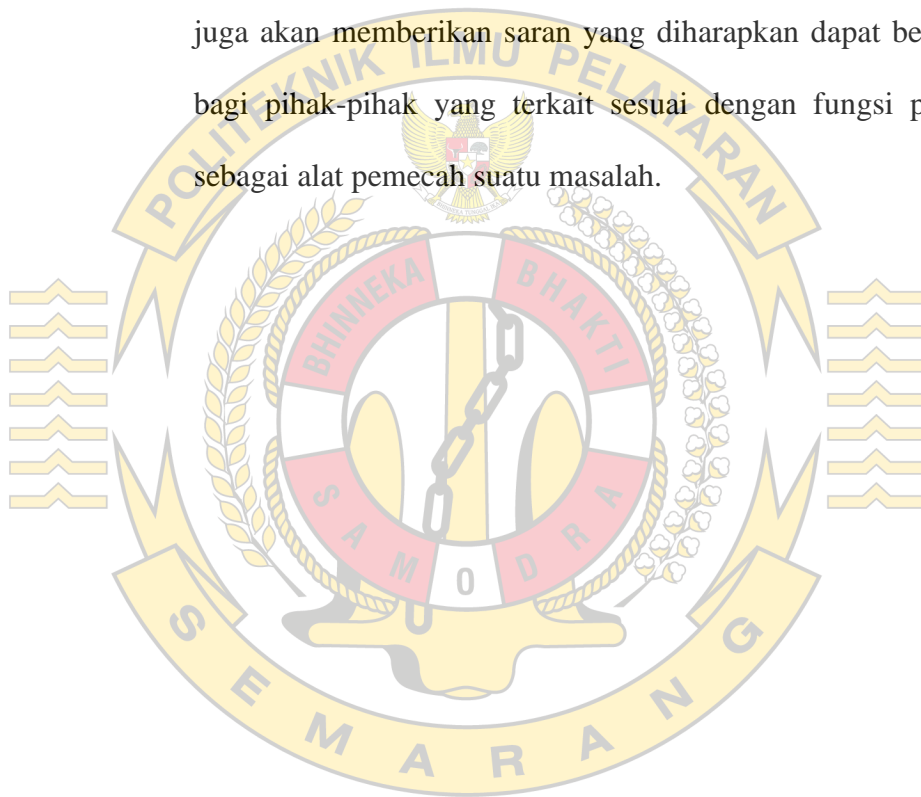 juga akan memberikan saran yang diharapkan dapat be
bagi pihak-pihak yang terkait sesuai dengan fungsi p
sebagai alat pemecah suatu masalah.
POLITEKNIK ILMU PELAYARAN
BHINNEKA BHAKTI
SAMODRA
SEMARANG